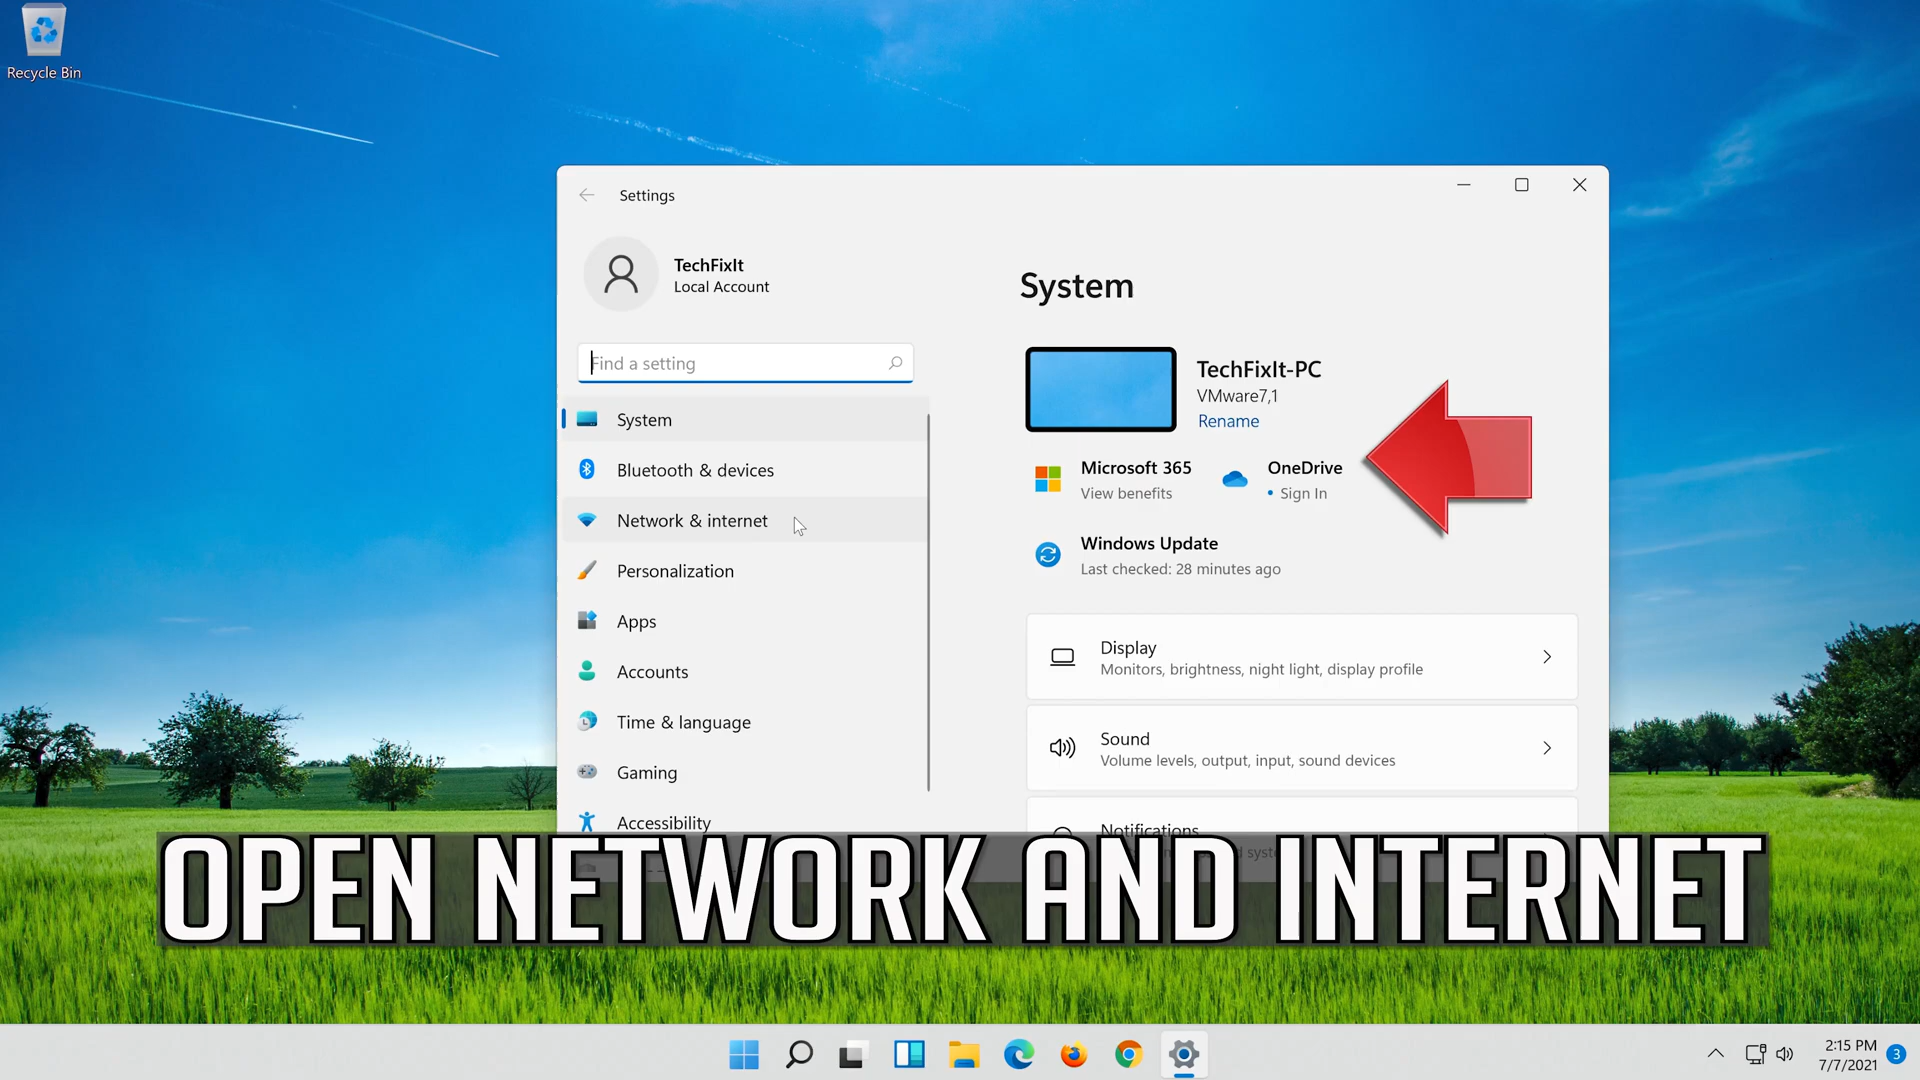 Recycle Bin
Settings
TechFixIt
Local Account
Find a setting
System
Bluetooth & devices
Network & internet
Personalization
Apps
Accounts
Time & language
Gaming
Accessibility
System
TechFixIt-PC
VMware7,1
Rename
Microsoft 365
View benefits
OneDrive
• Sign In
Windows Update
Last checked: 28 minutes ago
Display
Monitors, brightness, night light, display profile
Sound
Volume levels, output, input, sound devices
Notifications
OPEN NETWORK AND INTERNET
2:15 PM
7/7/2021
3